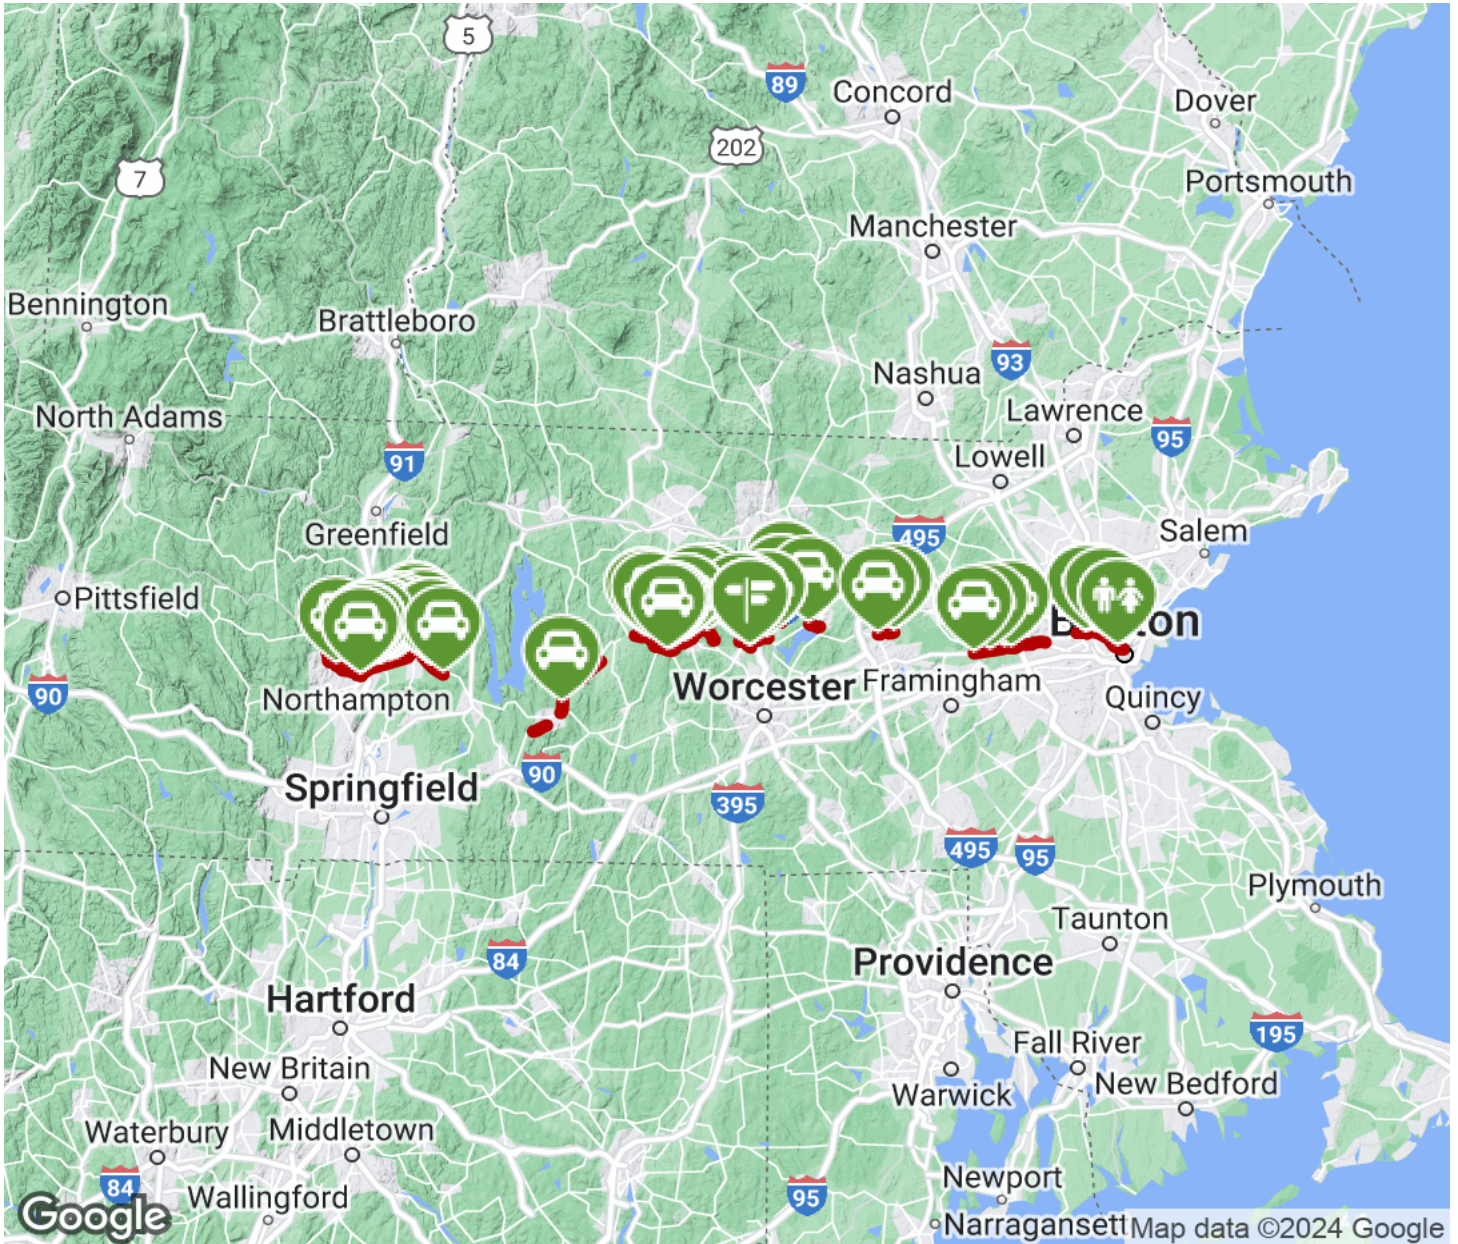 5
89
Concord
Dover
202
7
Portsmouth
Manchester
Bennington
Brattleboro
93
Nashua
North Adams
Lawrence
95
91
Lowell
Greenfield
495
Salem
Pittsfield
90
Northampton
Worcester
Framingham
Quincy
90
Springfield
395
495
95
Plymouth
Taunton
84
Providence
Hartford
195
Fall River
New Britain
Warwick
New Bedford
Waterbury
Middletown
84
Wallingford
95
Newport
Google
Narragansett
Map data ©2024 Google